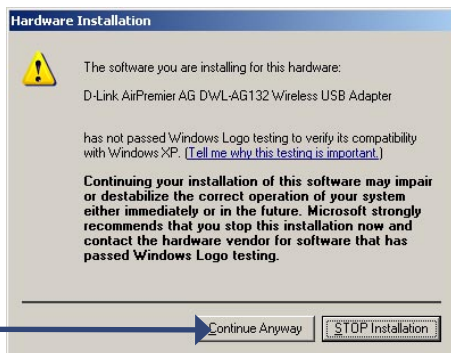 Hardware Installation
The software you are installing for this hardware:
D-Link AirPremier AG DWL-AG132 Wireless USB Adapter
has not passed Windows Logo testing to verify its compatibility
with Windows XP. (Tell me why this testing is important.)
Continuing your installation of this software may impair
or destabilize the correct operation of your system
either immediately or in the future. Microsoft strongly
recommends that you stop this installation now and
contact the hardware vendor for software that has
passed Windows Logo testing.
Continue Anyway STOP Installation